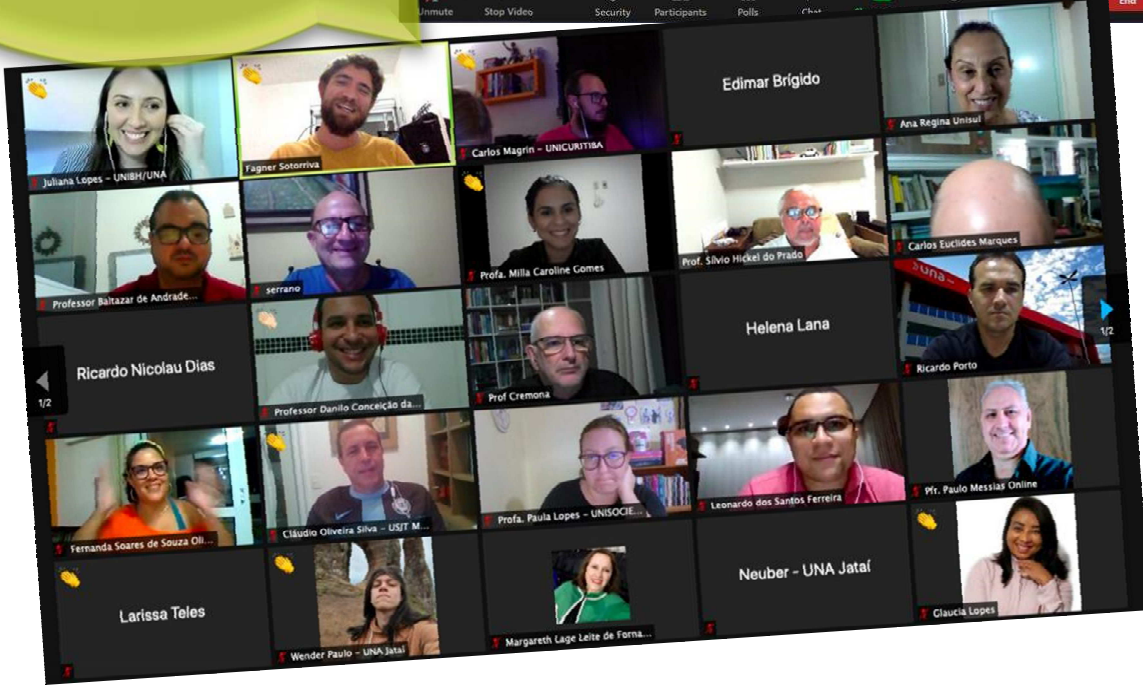 Unmute
Stop Video
Security
Participants
Polls
Chat
End
Juliana Lopes - UNIBH/UNA
Fagner Sotorriva
Carlos Magrin - UNICURITIBA
Edimar Brígido
Ana Regina Unisul
Professor Baltazar de Andrade...
serrano
Profa. Milla Caroline Gomes
Prof. Sílvio Hickel do Prado
Carlos Euclides Marques
Ricardo Nicolau Dias
Professor Danilo Conceição da...
Prof Cremona
Helena Lana
una
Ricardo Porto
1/2
1/2
Fernanda Soares de Souza Oli...
Cláudio Oliveira Silva - USJT M...
Profa. Paula Lopes - UNISOCIE...
Leonardo dos Santos Ferreira
Pfr. Paulo Messias Online
Larissa Teles
Wender Paulo - UNA Jataí
Margareth Lage Leite de Forna...
Neuber - UNA Jataí
Glaucia Lopes